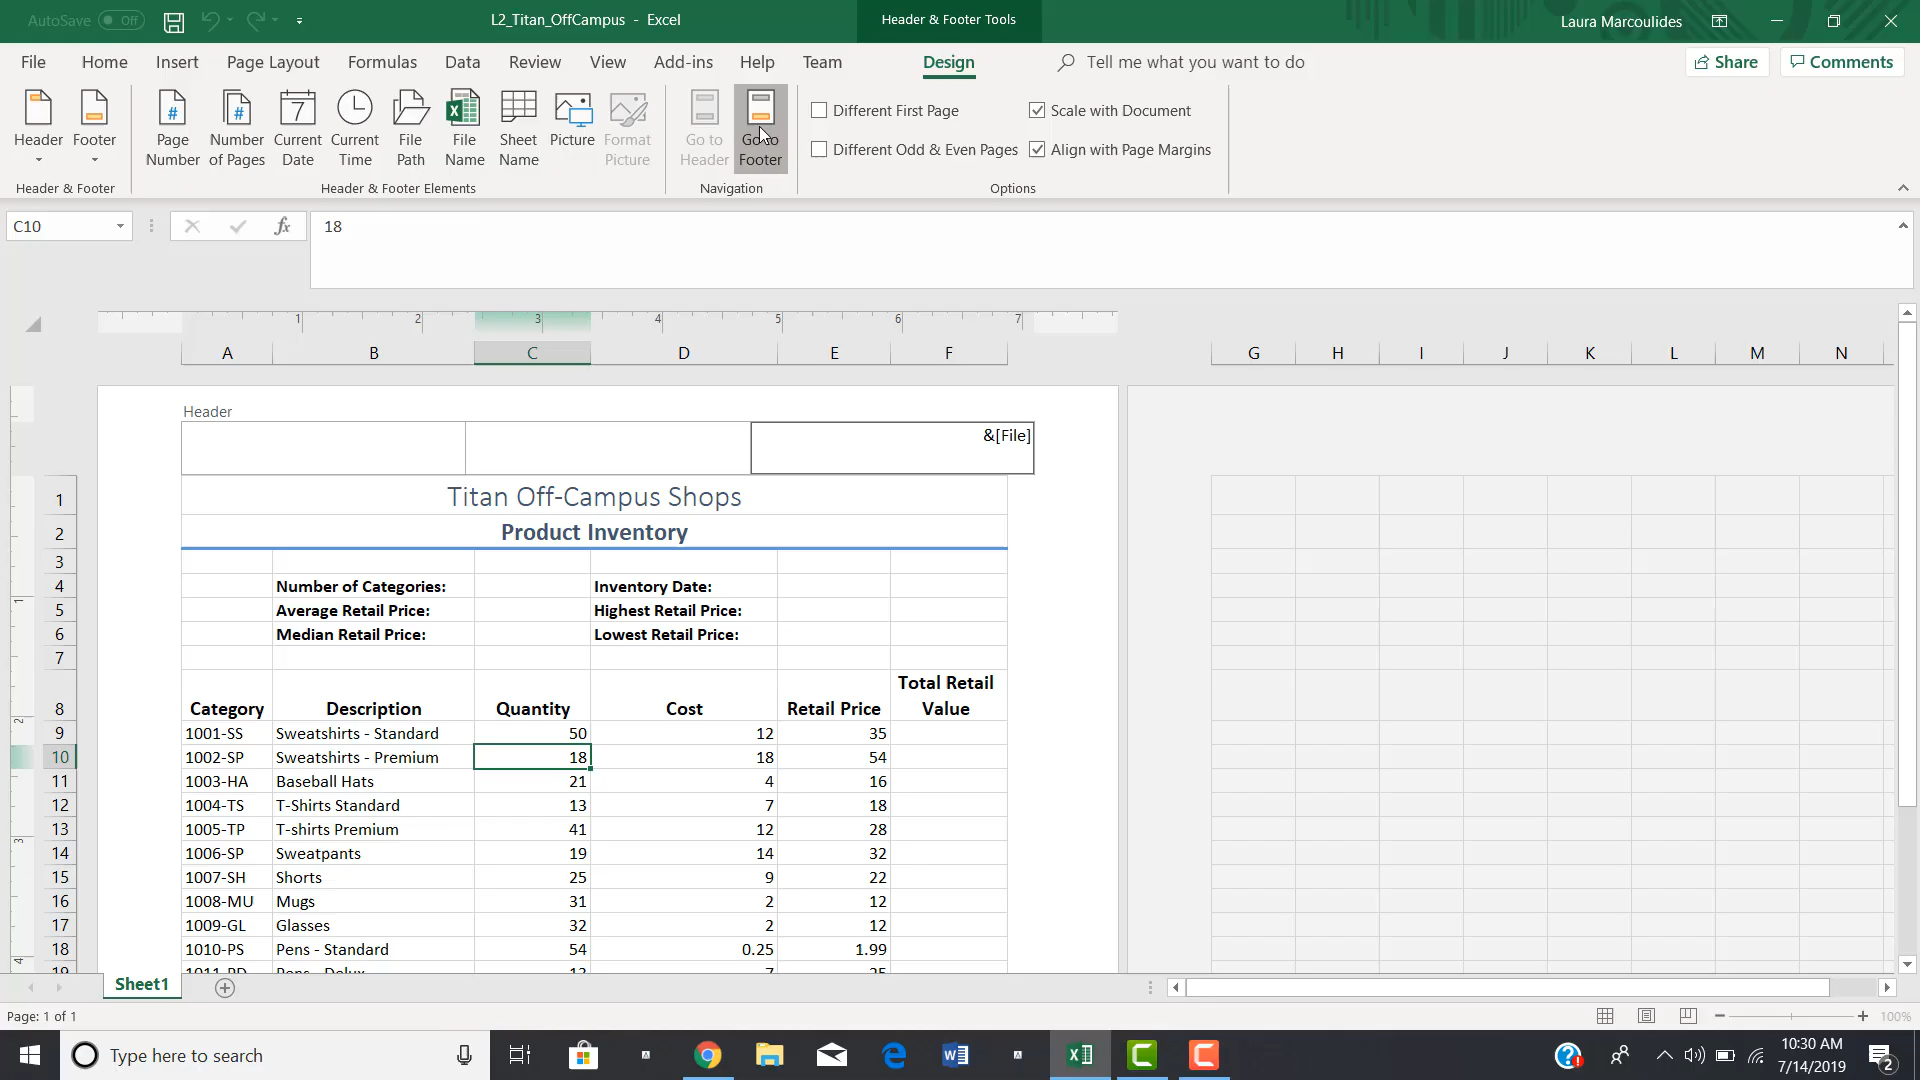 AutoSave Off
L2_Titan_OffCampus - Excel
Header & Footer Tools
Laura Marcoulides
File Home Insert Page Layout Formulas Data Review View Add-ins Help Team Design Tell me what you want to do Share Comments
Header Footer
Page Number
Number of Pages
Current Date
Current Time
File Path
File Name
Sheet Name
Picture
Format Picture
Go to Header
Go to Footer
Different First Page
Different Odd & Even Pages
Scale with Document
Align with Page Margins
Header & Footer
Header & Footer Elements
Navigation
Options
C10 fx 18
1 2 3 4 5 6 7
A B C D E F G H I J K L M N
Header
&[File]
1 Titan Off-Campus Shops
2 Product Inventory
3
4 Number of Categories: Inventory Date:
5 Average Retail Price: Highest Retail Price:
6 Median Retail Price: Lowest Retail Price:
7
8 Category Description Quantity Cost Retail Price Total Retail Value
9 1001-SS Sweatshirts - Standard 50 12 35
10 1002-SP Sweatshirts - Premium 18 18 54
11 1003-HA Baseball Hats 21 4 16
12 1004-TS T-Shirts Standard 13 7 18
13 1005-TP T-shirts Premium 41 12 28
14 1006-SP Sweatpants 19 14 32
15 1007-SH Shorts 25 9 22
16 1008-MU Mugs 31 2 12
17 1009-GL Glasses 32 2 12
18 1010-PS Pens - Standard 54 0.25 1.99
Sheet1
Page: 1 of 1
100%
Type here to search
10:30 AM
7/14/2019
2